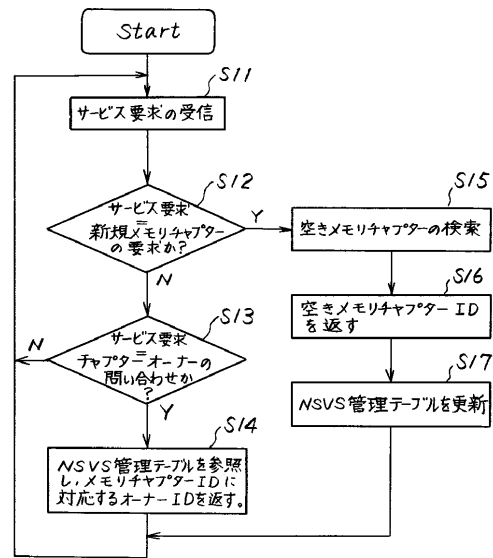 Start
S11
サービス要求の受信
S12
サービス要求
=
新規メモリチャプター
の要求か?
Y
N
S15
空きメモリチャプターの検索
S16
空きメモリチャプターID
を返す
S17
NSVS管理テーブルを更新
S13
サービス要求
=
チャプターオーナーの
問い合わせか
?
N
Y
S14
NSVS管理テーブルを参照
し、メモリチャプターIDに
対応するオーナーIDを返す。